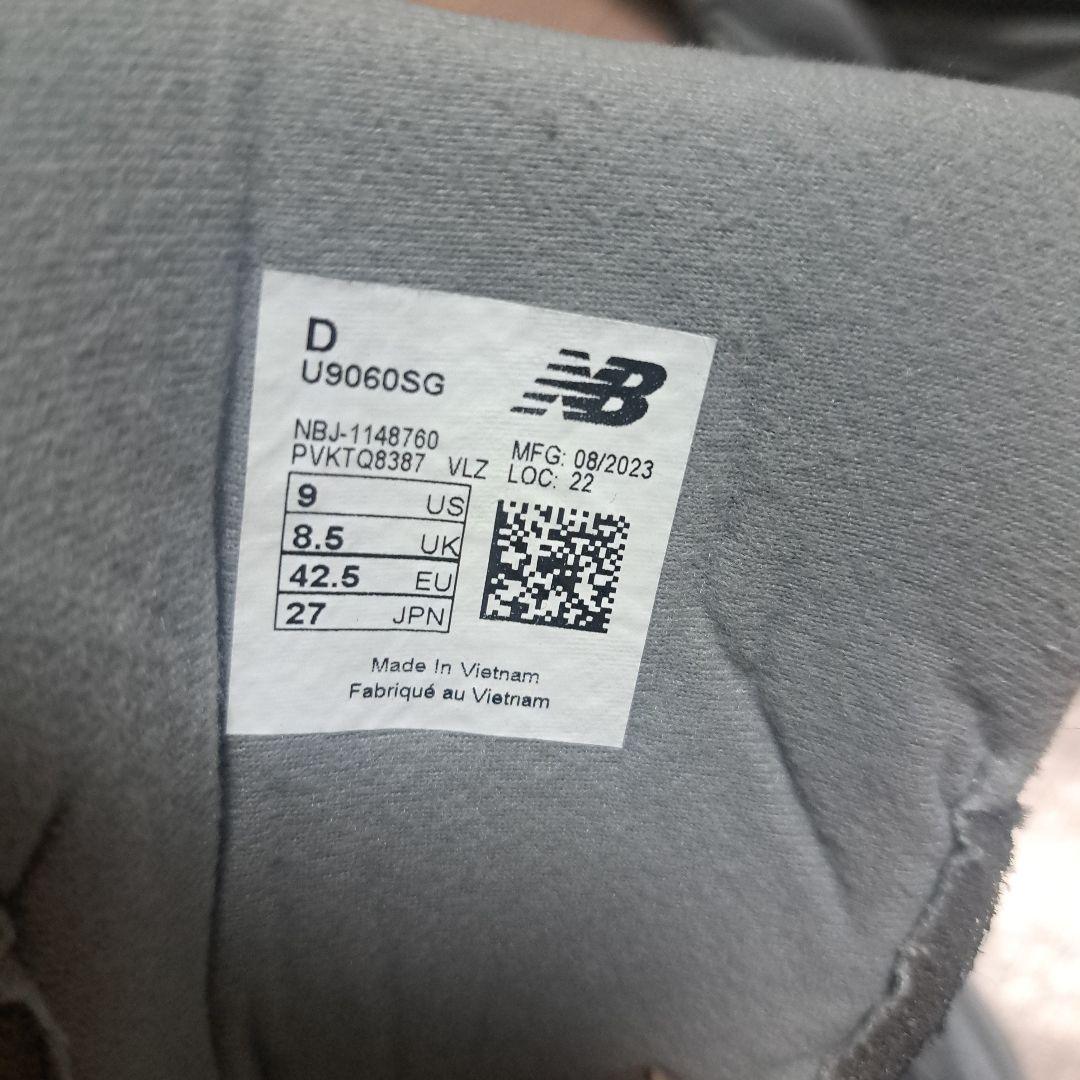 D
U9060SG
NB
NBJ-1148760
PVKTQ8387 VLZ
MFG: 08/2023
LOC: 22
9 US
8.5 UK
42.5 EU
27 JPN
Made In Vietnam
Fabriqué au Vietnam